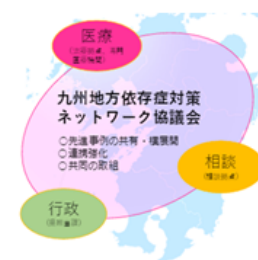 医療
九州地方依存症対策
ネットワーク協議会
○先進事例の共有・横展開
○連携強化
○共同の取組
相談
行政